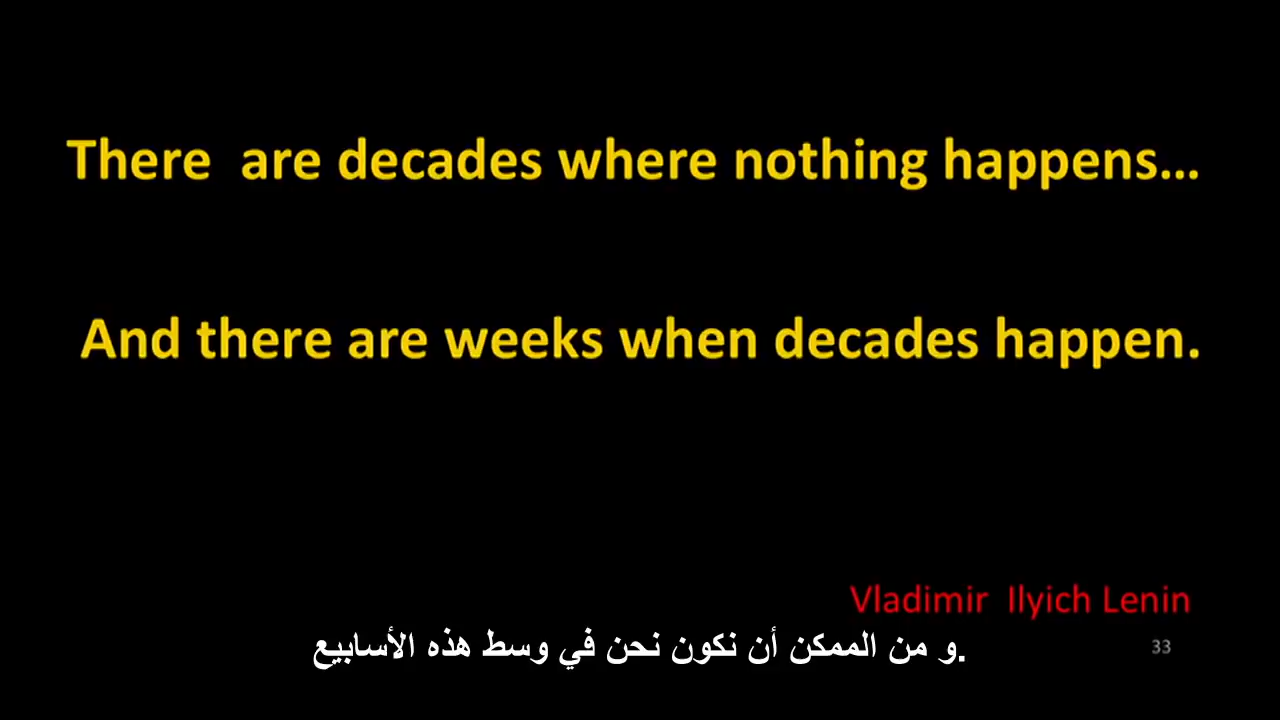 There are decades where nothing happens...
And there are weeks when decades happen.
Vladimir Ilyich Lenin
و من الممكن أن نكون نحن في وسط هذه الأسابيع.
33